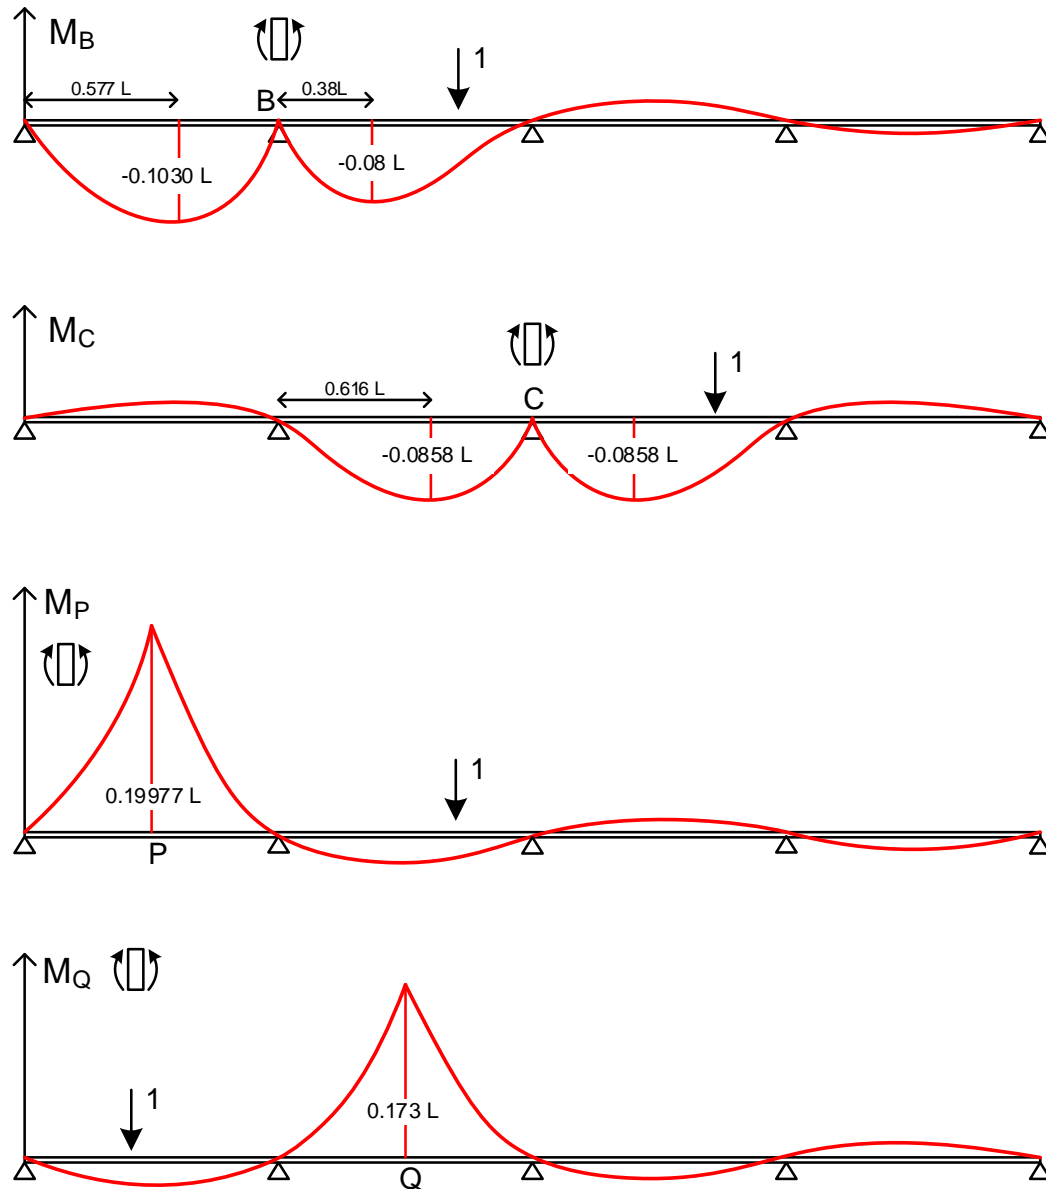 M_B
1
0.577 L
0.38L
B
-0.1030 L
-0.08 L
M_C
1
0.616 L
C
-0.0858 L
-0.0858 L
M_P
1
0.19977 L
P
M_Q
1
0.173 L
Q